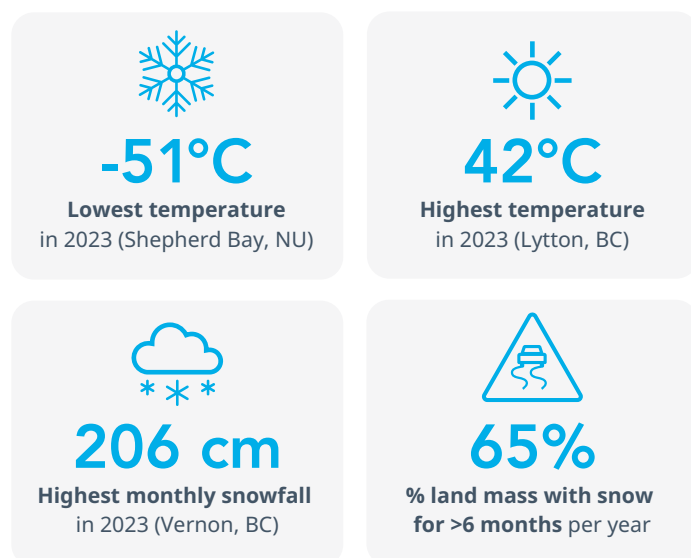 -51°C
Lowest temperature
in 2023 (Shepherd Bay, NU)
42°C
Highest temperature
in 2023 (Lytton, BC)
206 cm
Highest monthly snowfall
in 2023 (Vernon, BC)
65%
% land mass with snow
for >6 months per year